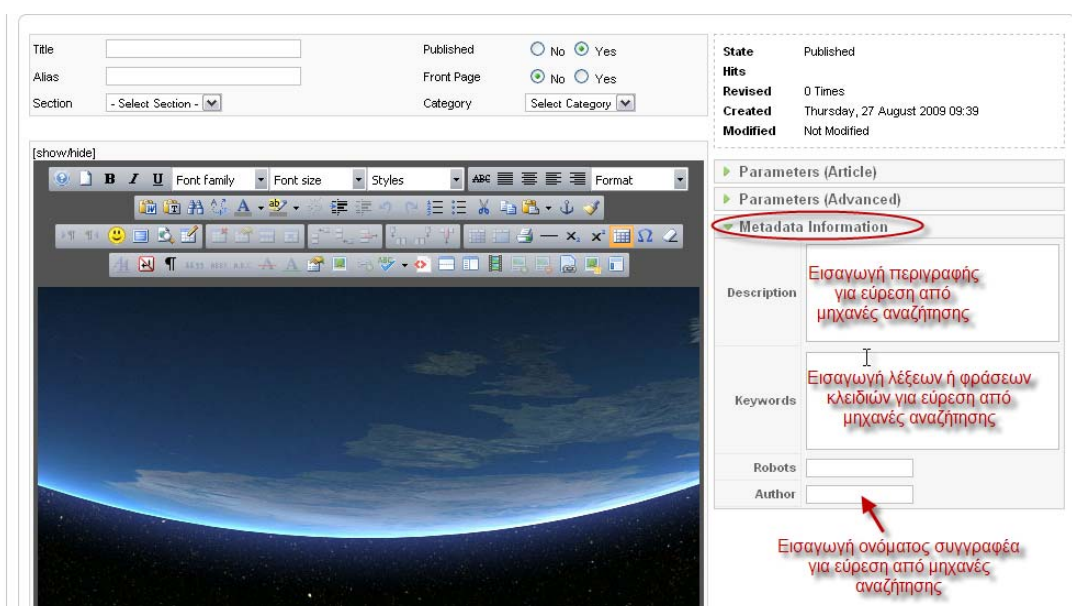 Title Published No Yes
Alias Front Page No Yes
Section - Select Section - Category Select Category
State Published
Hits
Revised 0 Times
Created Thursday, 27 August 2009 09:39
Modified Not Modified
[show/hide]
B I U Font family Font size Styles ABC Format
Parameters (Article)
Parameters (Advanced)
Metadata Information
Description
Εισαγωγή περιγραφής
για εύρεση από
μηχανές αναζήτησης
Keywords
Εισαγωγή λέξεων ή φράσεων
κλειδιών για εύρεση από
μηχανές αναζήτησης
Robots
Author
Εισαγωγή ονόματος συγγραφέα
για εύρεση από μηχανές
αναζήτησης